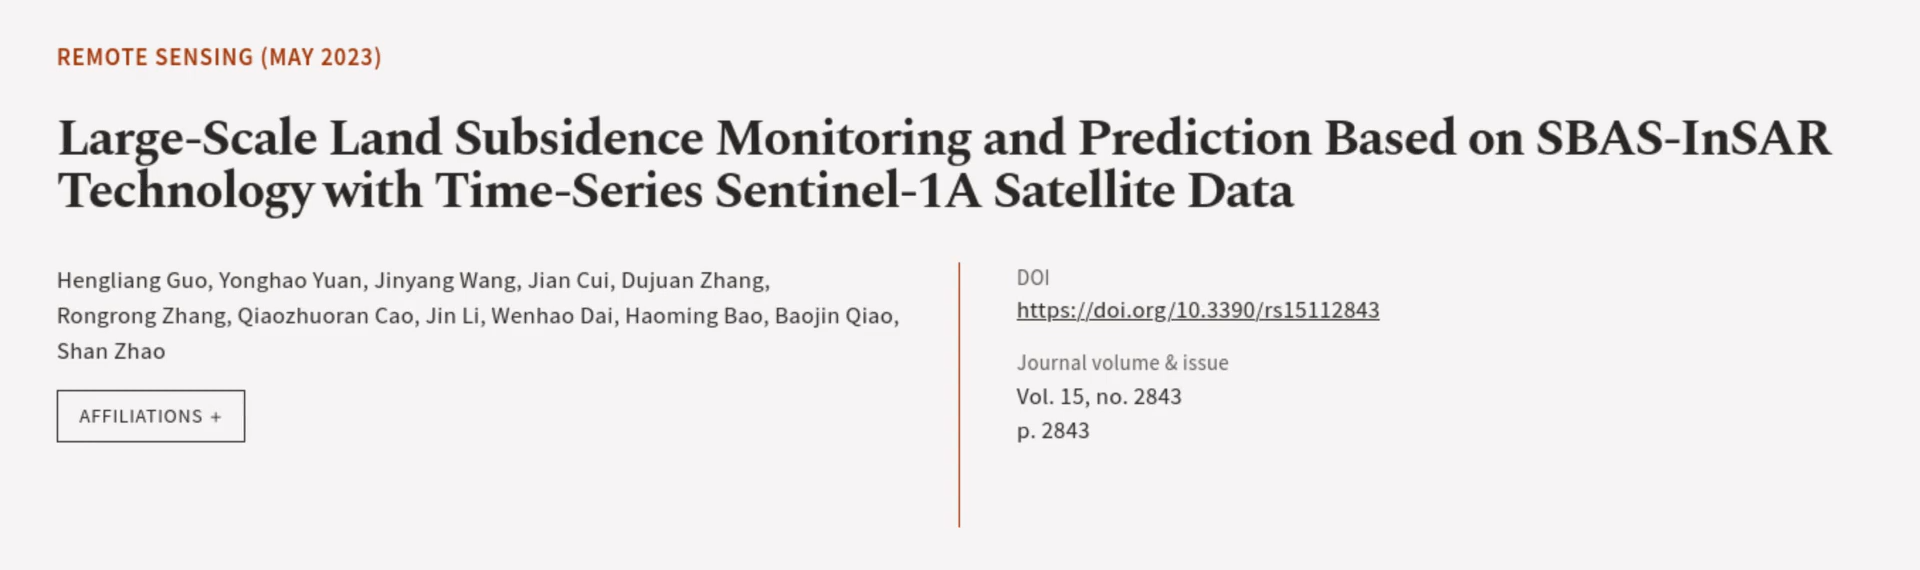 REMOTE SENSING (MAY 2023)
Large-Scale Land Subsidence Monitoring and Prediction Based on SBAS-InSAR
Technology with Time-Series Sentinel-1A Satellite Data
Hengliang Guo, Yonghao Yuan, Jinyang Wang, Jian Cui, Dujuan Zhang,
Rongrong Zhang, Qiaozhuoran Cao, Jin Li, Wenhao Dai, Haoming Bao, Baojin Qiao,
Shan Zhao
AFFILIATIONS +
DOI
https://doi.org/10.3390/rs15112843
Journal volume & issue
Vol. 15, no. 2843
p. 2843